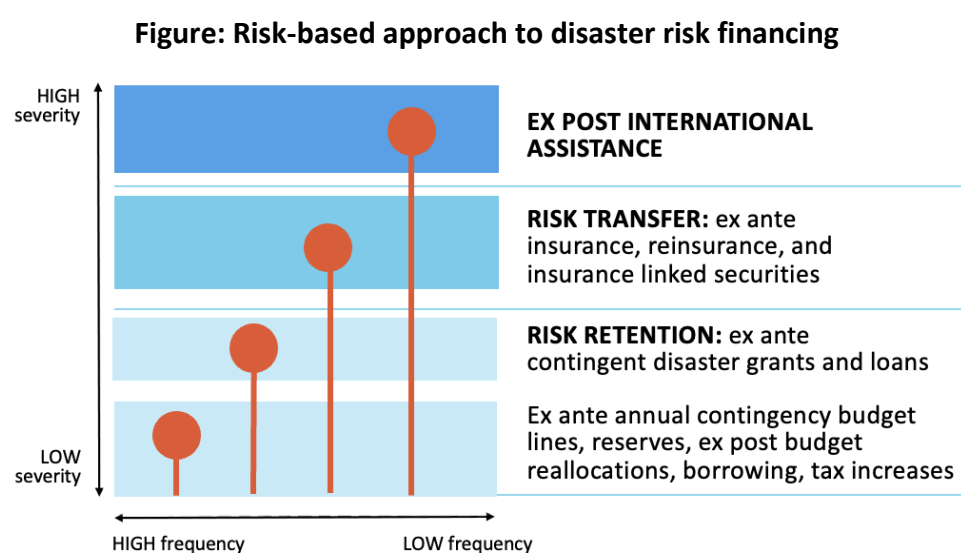 Figure: Risk-based approach to disaster risk financing
HIGH
severity
EX POST INTERNATIONAL
ASSISTANCE
RISK TRANSFER: ex ante
insurance, reinsurance, and
insurance linked securities
RISK RETENTION: ex ante
contingent disaster grants and loans
Ex ante annual contingency budget
lines, reserves, ex post budget
reallocations, borrowing, tax increases
LOW
severity
HIGH frequency
LOW frequency